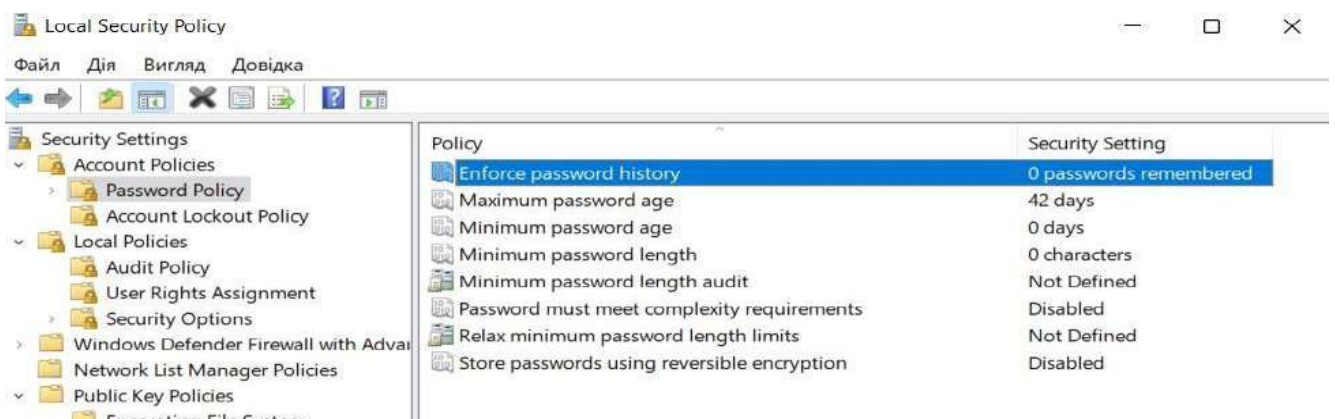 Local Security Policy
Файл Дія Вигляд Довідка
Security Settings
Account Policies
Password Policy
Account Lockout Policy
Local Policies
Audit Policy
User Rights Assignment
Security Options
Windows Defender Firewall with Advar
Network List Manager Policies
Public Key Policies
Policy Security Setting
Enforce password history 0 passwords remembered
Maximum password age 42 days
Minimum password age 0 days
Minimum password length 0 characters
Minimum password length audit Not Defined
Password must meet complexity requirements Disabled
Relax minimum password length limits Not Defined
Store passwords using reversible encryption Disabled